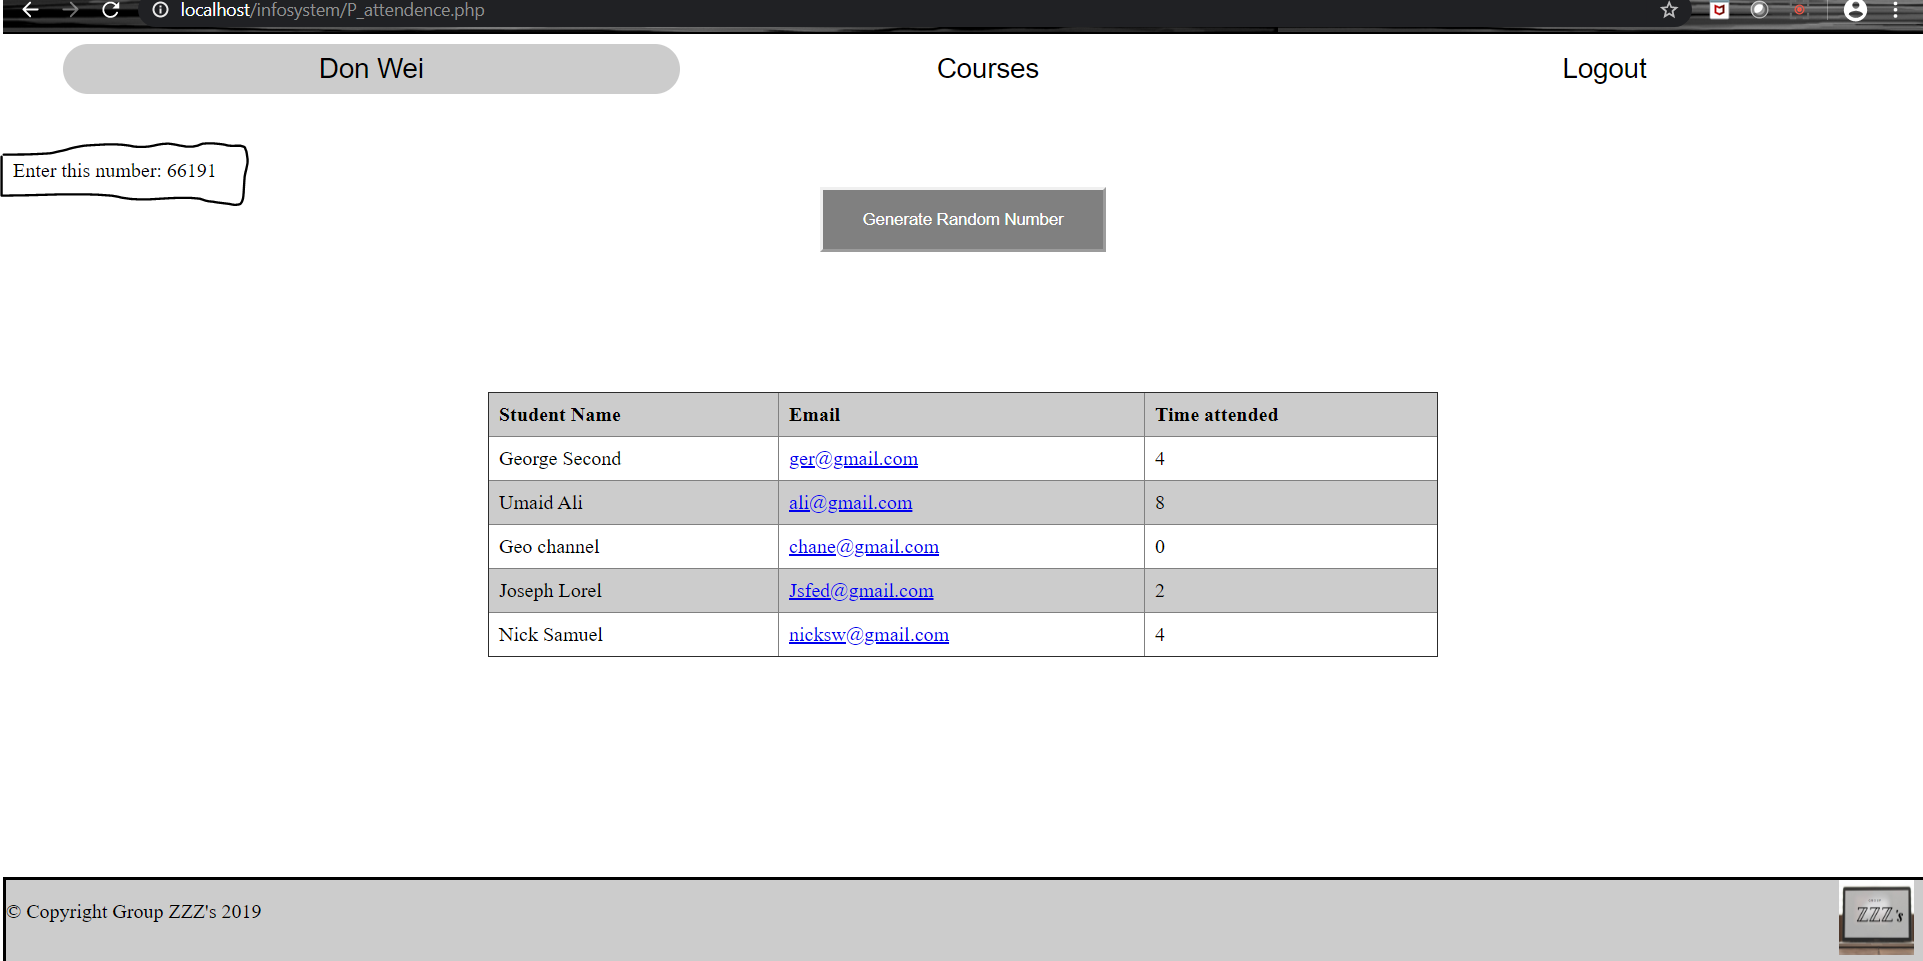 localhost/infosystem/P_attendence.php
Don Wei Courses Logout
Enter this number: 66191
Generate Random Number
Student Name Email Time attended
George Second ger@gmail.com 4
Umaid Ali ali@gmail.com 8
Geo channel chane@gmail.com 0
Joseph Lorel Jsfed@gmail.com 2
Nick Samuel nicksw@gmail.com 4
© Copyright Group ZZZ's 2019
ZZZ's